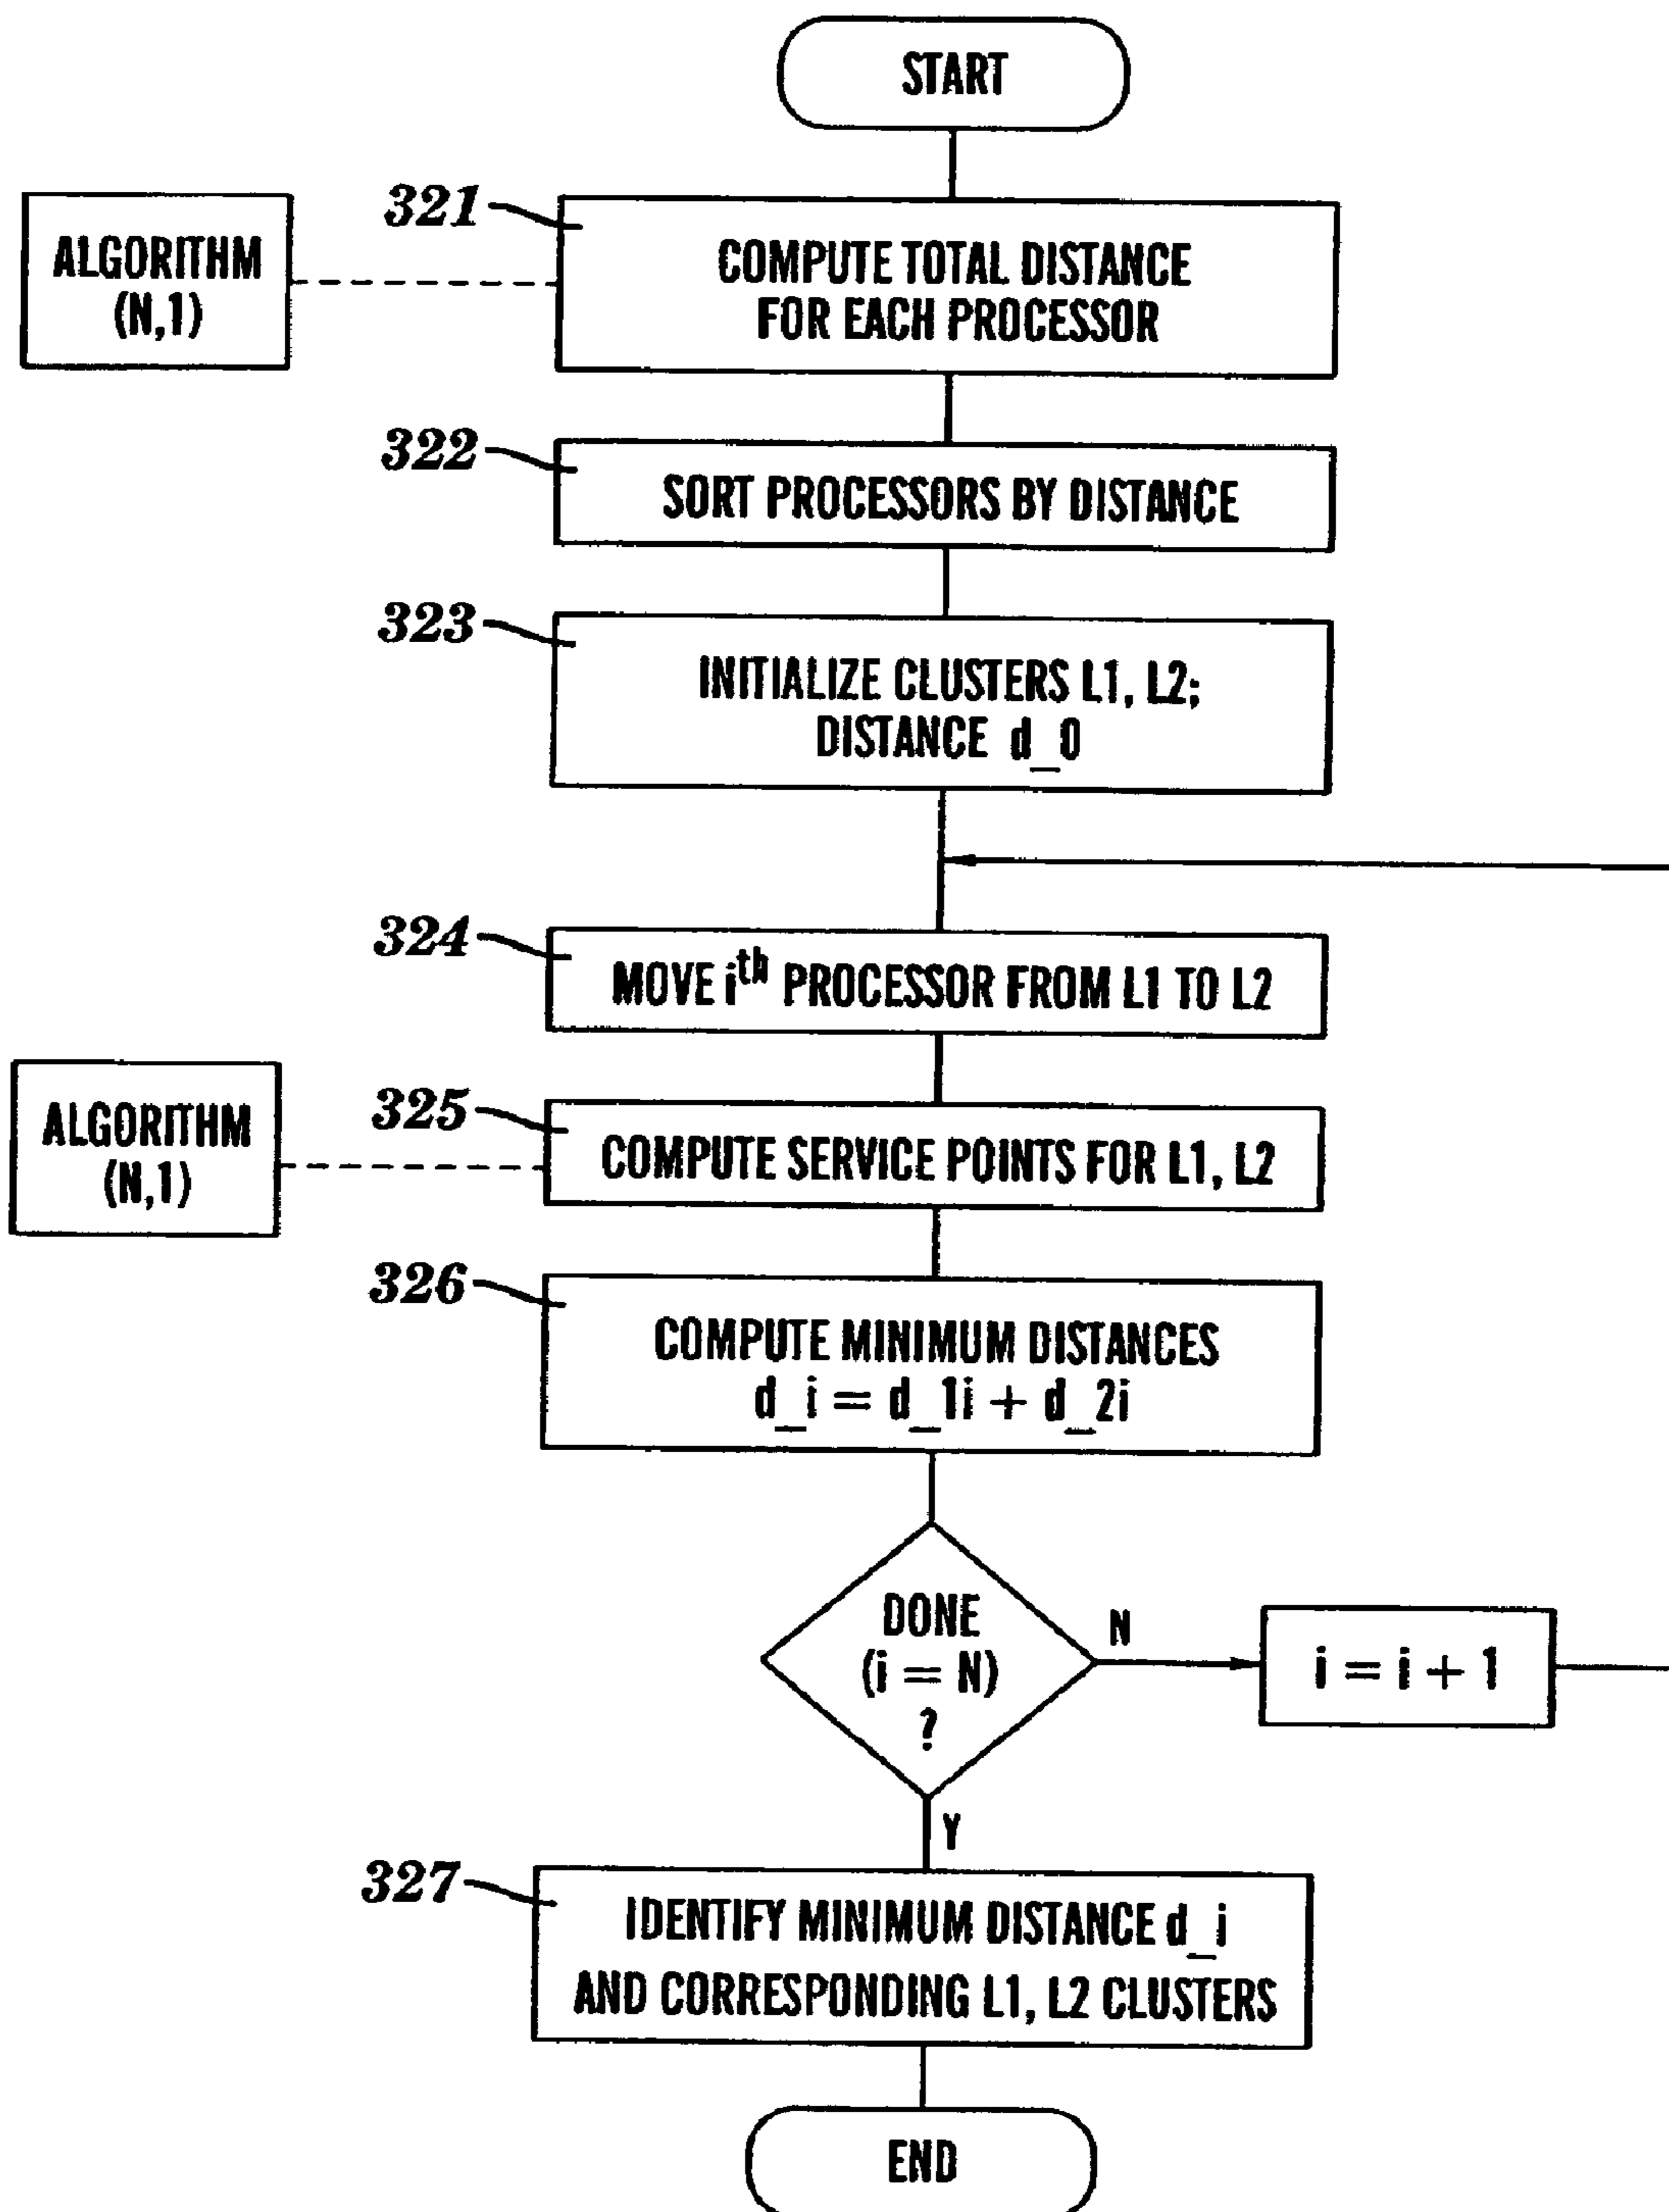 START
321
ALGORITHM
(N,1)
COMPUTE TOTAL DISTANCE
FOR EACH PROCESSOR
322
SORT PROCESSORS BY DISTANCE
323
INITIALIZE CLUSTERS L1, L2;
DISTANCE d_0
324
MOVE iᵗʰ PROCESSOR FROM L1 TO L2
ALGORITHM
(N,1)
325
COMPUTE SERVICE POINTS FOR L1, L2
326
COMPUTE MINIMUM DISTANCES
d_i = d_1i + d_2i
DONE
(i = N)
?
N
i = i + 1
Y
327
IDENTIFY MINIMUM DISTANCE d_i
AND CORRESPONDING L1, L2 CLUSTERS
END